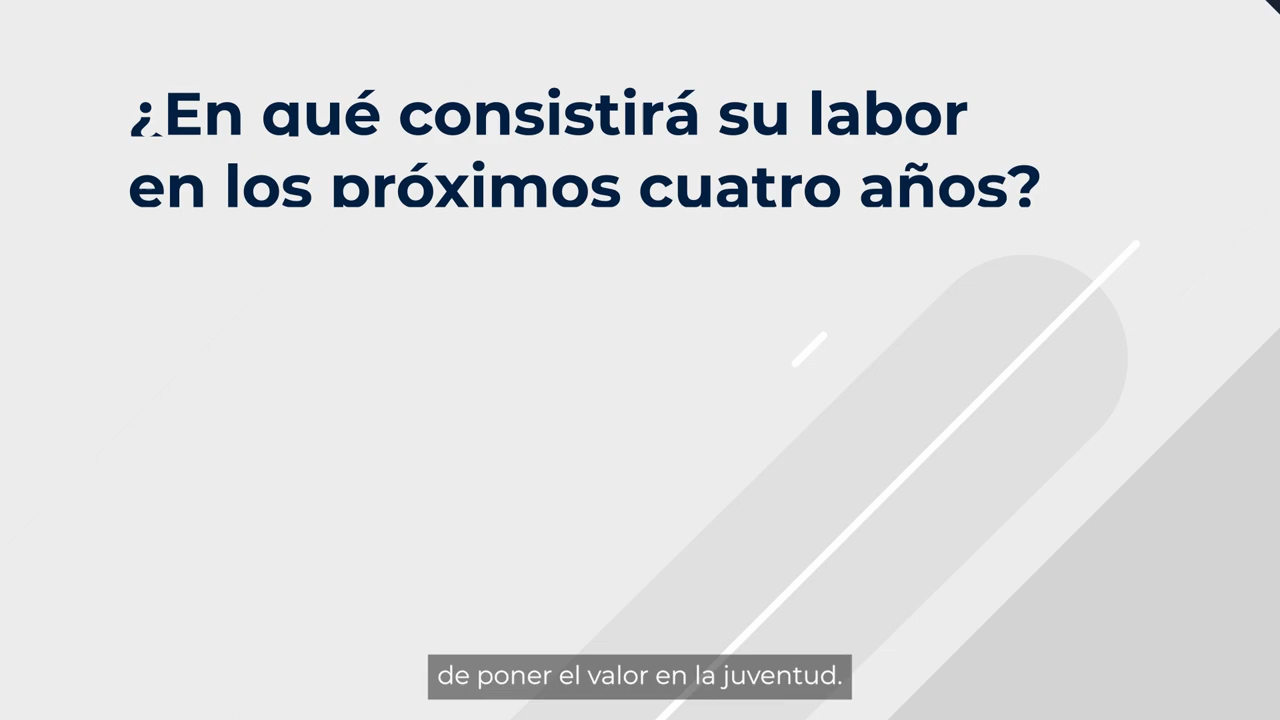 ¿En qué consistirá su labor
en los próximos cuatro años?
de poner el valor en la juventud.